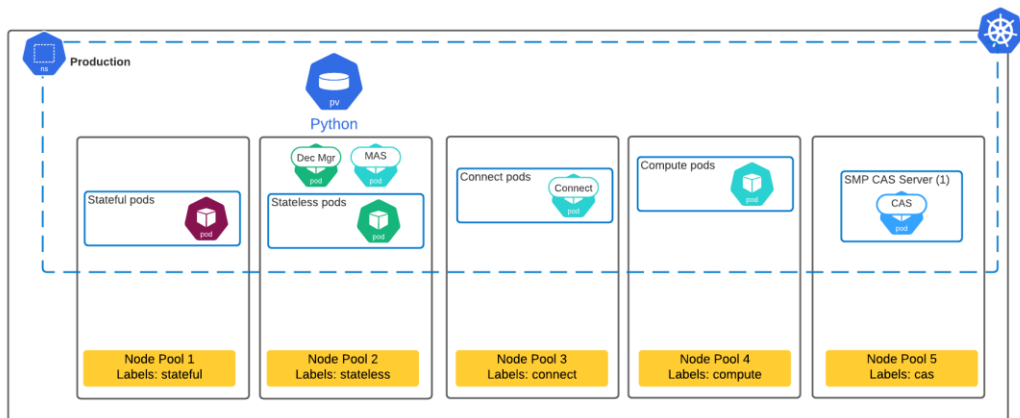 ns
Production
pv
Python
Dec Mgr
pod
MAS
pod
Stateful pods
pod
Stateless pods
pod
Connect pods
Connect
pod
Compute pods
pod
SMP CAS Server (1)
CAS
pod
Node Pool 1
Labels: stateful
Node Pool 2
Labels: stateless
Node Pool 3
Labels: connect
Node Pool 4
Labels: compute
Node Pool 5
Labels: cas